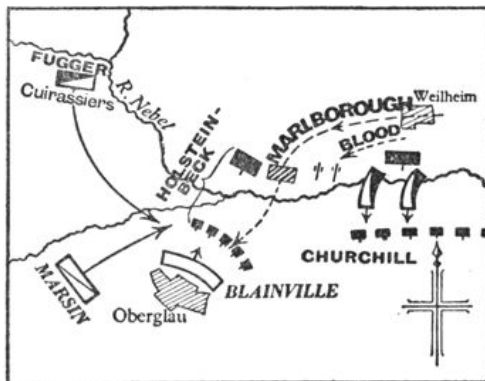 FUGGER
Cuirassiers
R. Nebel
HOLSTEIN-
BECK
MARLBOROUGH
Weilheim
BLOOD
CHURCHILL
MARSIN
BLAINVILLE
Oberglau